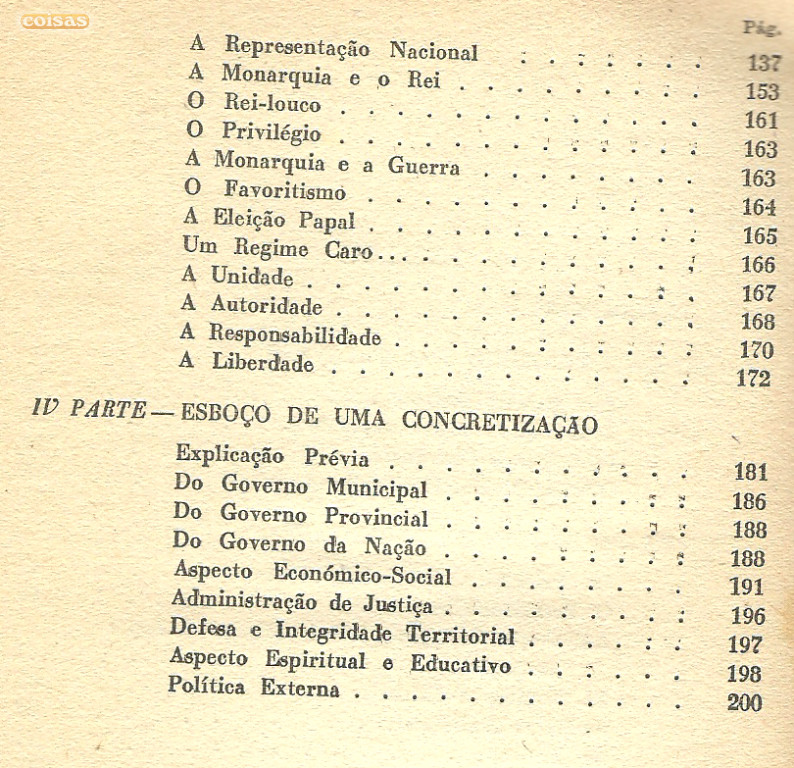 coisas
Pág.
A Representação Nacional . . . . . . . 137
A Monarquia e o Rei . . . . . . . . . 153
O Rei-louco . . . . . . . . . . . . . 161
O Privilégio . . . . . . . . . . . . . 163
A Monarquia e a Guerra . . . . . . . . 163
O Favoritismo . . . . . . . . . . . . 164
A Eleição Papal . . . . . . . . . . . . 165
Um Regime Caro... . . . . . . . . . . 166
A Unidade . . . . . . . . . . . . . . 167
A Autoridade . . . . . . . . . . . . . 168
A Responsabilidade . . . . . . . . . . 170
A Liberdade . . . . . . . . . . . . . 172
IV PARTE — ESBOÇO DE UMA CONCRETIZAÇÃO
Explicação Prévia . . . . . . . . . . . 181
Do Governo Municipal . . . . . . . . . 186
Do Governo Provincial . . . . . . . . . 188
Do Governo da Nação . . . . . . . . . 188
Aspecto Económico-Social . . . . . . . . 191
Administração de Justiça . . . . . . . . . 196
Defesa e Integridade Territorial . . . . . . 197
Aspecto Espiritual e Educativo . . . . . . 198
Política Externa . . . . . . . . . . . . 200